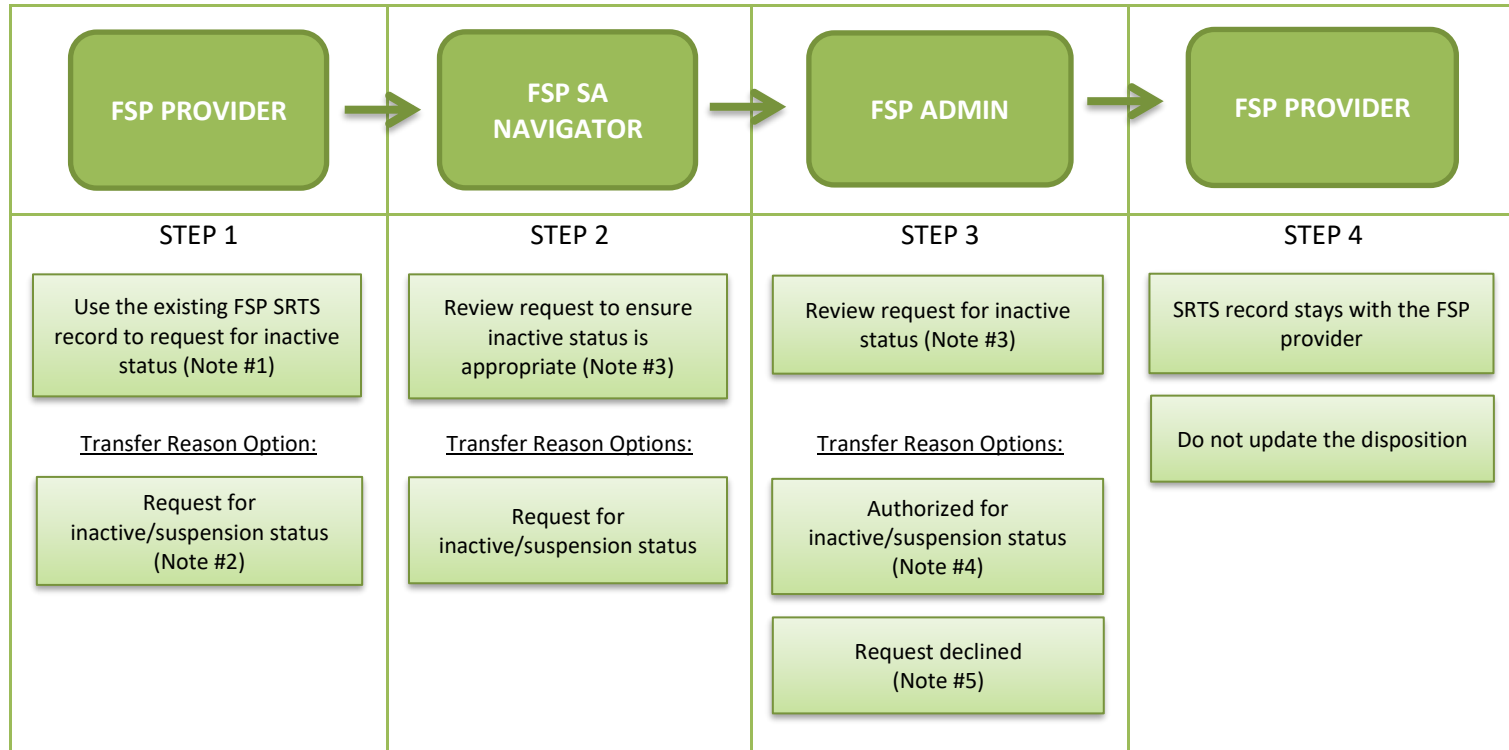 FSP PROVIDER
FSP SA
NAVIGATOR
FSP ADMIN
FSP PROVIDER
STEP 1
Use the existing FSP SRTS
record to request for inactive
status (Note #1)
Transfer Reason Option:
Request for
inactive/suspension status
(Note #2)
STEP 2
Review request to ensure
inactive status is
appropriate (Note #3)
Transfer Reason Options:
Request for
inactive/suspension status
STEP 3
Review request for inactive
status (Note #3)
Transfer Reason Options:
Authorized for
inactive/suspension status
(Note #4)
Request declined
(Note #5)
STEP 4
SRTS record stays with the FSP
provider
Do not update the disposition